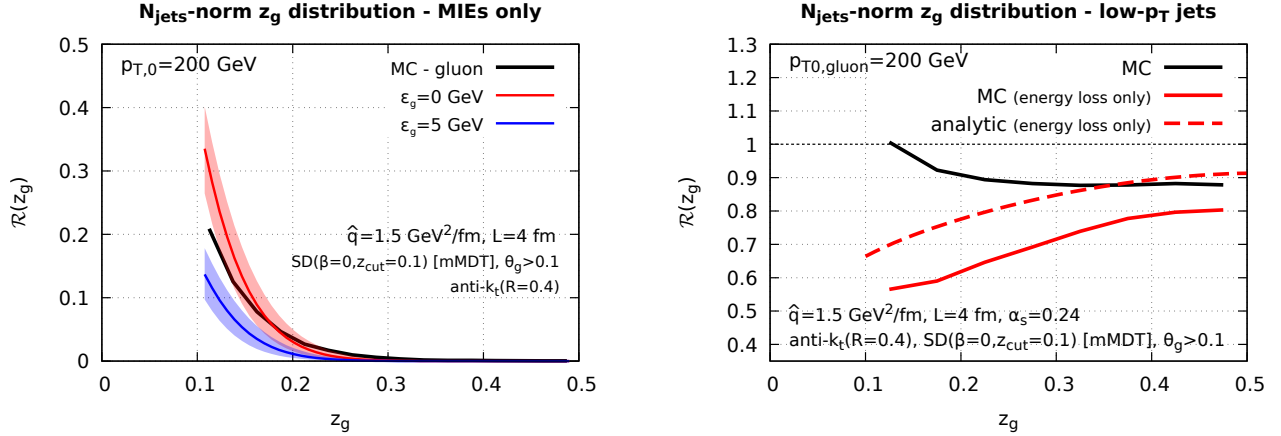 N_jets-norm z_g distribution - MIEs only
0.5
0.4
0.3
0.2
0.1
0
ℛ(z_g)
p_T,0=200 GeV
MC - gluon
ε_g=0 GeV
ε_g=5 GeV
q̂=1.5 GeV²/fm, L=4 fm
SD(β=0,z_cut=0.1) [mMDT], θ_g>0.1
anti-k_t(R=0.4)
0 0.1 0.2 0.3 0.4 0.5
z_g
N_jets-norm z_g distribution - low-p_T jets
1.3
1.2
1.1
1
0.9
0.8
0.7
0.6
0.5
0.4
ℛ(z_g)
p_T0,gluon=200 GeV
MC
MC (energy loss only)
analytic (energy loss only)
q̂=1.5 GeV²/fm, L=4 fm, α_s=0.24
anti-k_t(R=0.4), SD(β=0,z_cut=0.1) [mMDT], θ_g>0.1
0 0.1 0.2 0.3 0.4 0.5
z_g